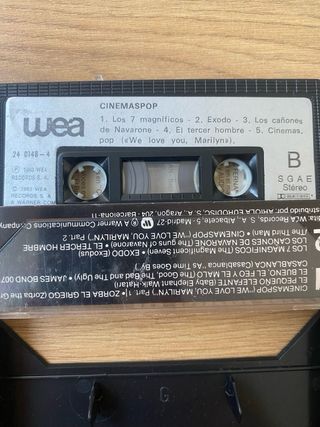 CINEMASPOP
1. Los 7 magníficos - 2. Exodo - 3. Los cañones
de Navarone - 4. El tercer hombre - 5. Cinemas,
pop («We love you, Marilyn»).
wea
24 0148-4
B
SGAE
Stereo
℗ 1983 WEA
RECORDS S. A.
© 1983 WEA
RECORDS S. A.
CINEMASPOP ("WE LOVE YOU, MARILYN"), Part 1 • ZORBA EL GRIEGO (Zorba the Gr
EL PEQUEÑO ELEFANTE (Baby Elephant Walk-Hatari)
EL BUENO, EL FEO Y EL MALO (The Good, The Bad and The Ugly) • JAMES BOND 007
CASABLANCA (Casablanca "As Time Goes By")
LOS 7 MAGNIFICOS (The Magnificent Seven) • EXODO (Exodus)
LOS CAÑONES DE NAVARONE (The guns of Navarone) • EL TERCER HOMBRE
(The Third Man) • CINEMASPOP ("WE LOVE YOU, MARILYN"), Part 2
G